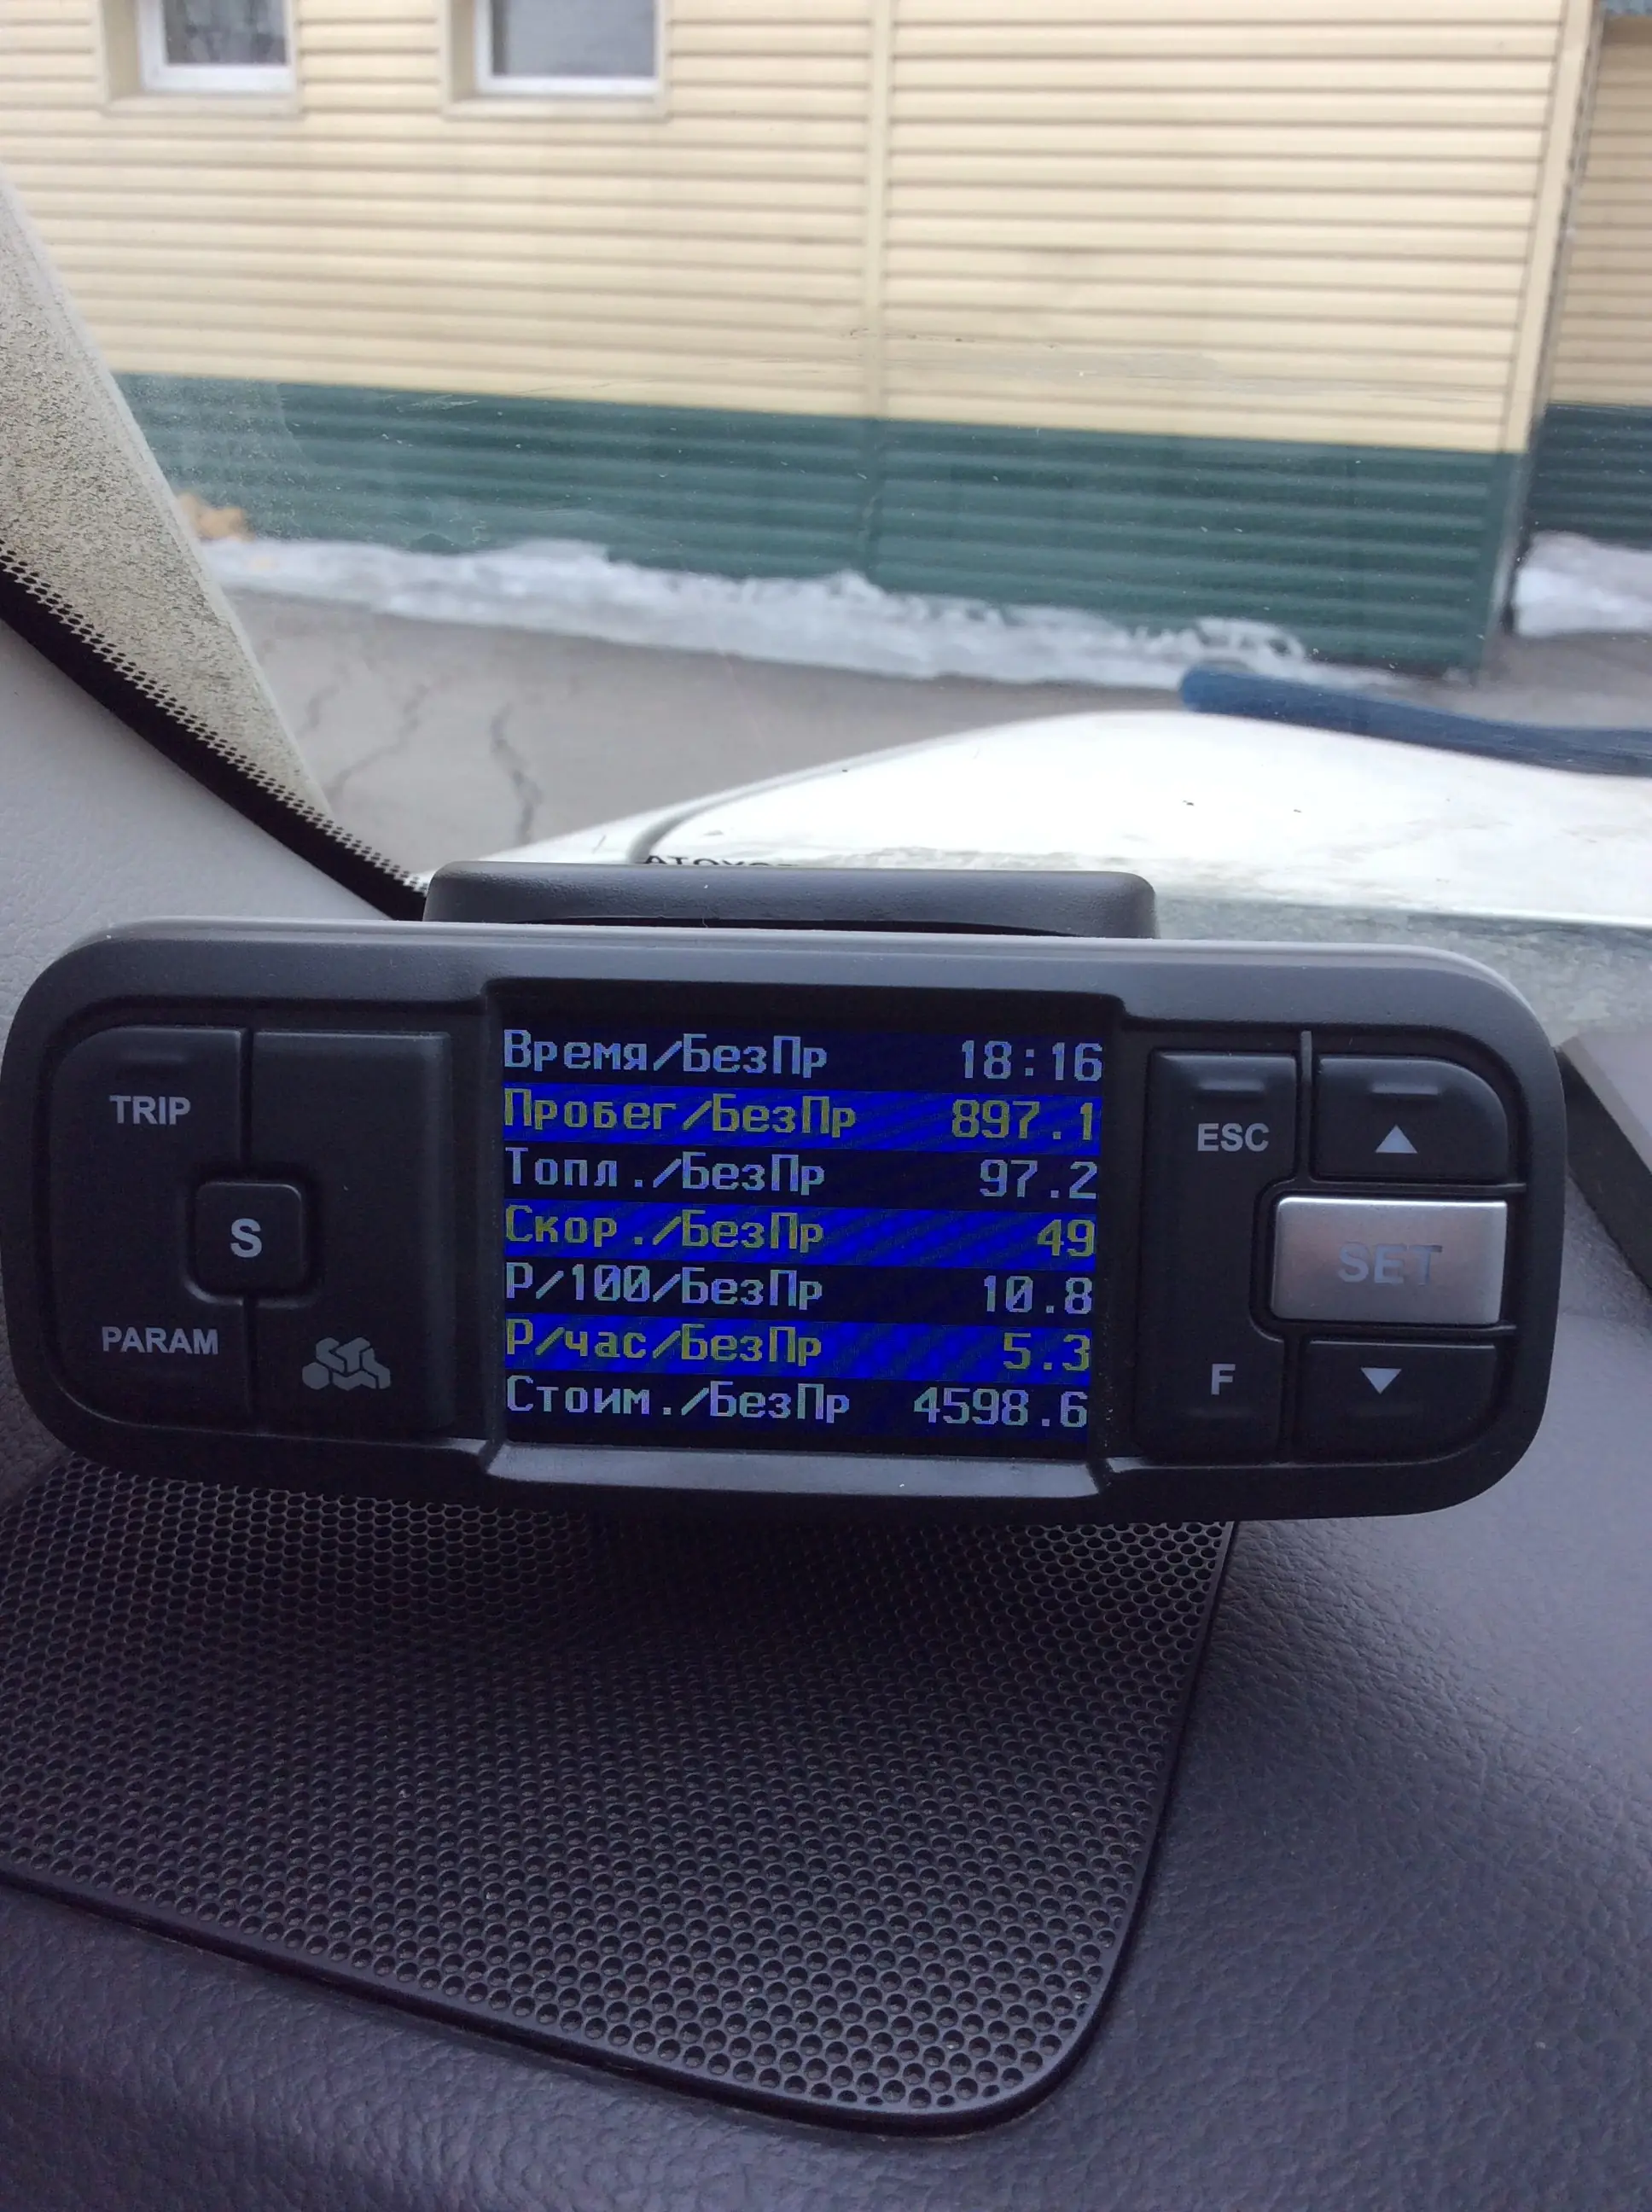 TRIP
S
PARAM
STS
Время/БезПр 18:16
Пробег/БезПр 897.1
Топл./БезПр 97.2
Скор./БезПр 49
Р/100/БезПр 10.8
Р/час/БезПр 5.3
Стоим./БезПр 4598.6
ESC
SET
F